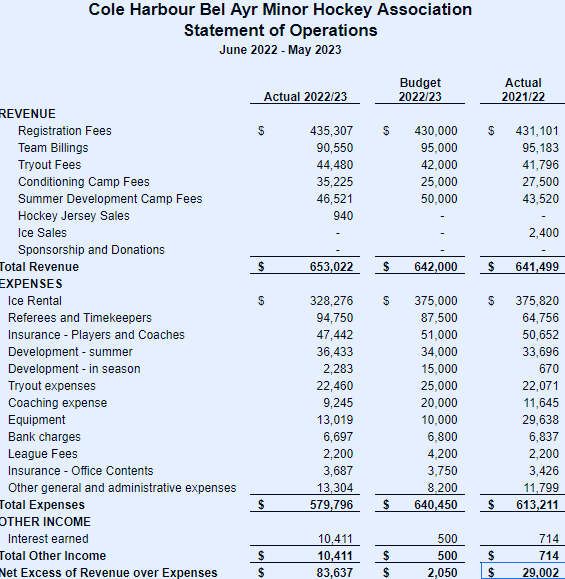 Cole Harbour Bel Ayr Minor Hockey Association
Statement of Operations
June 2022 - May 2023
Actual 2022/23 Budget 2022/23 Actual 2021/22
REVENUE
Registration Fees $ 435,307 $ 430,000 $ 431,101
Team Billings 90,550 95,000 95,183
Tryout Fees 44,480 42,000 41,796
Conditioning Camp Fees 35,225 25,000 27,500
Summer Development Camp Fees 46,521 50,000 43,520
Hockey Jersey Sales 940 - -
Ice Sales - - 2,400
Sponsorship and Donations - - -
Total Revenue $ 653,022 $ 642,000 $ 641,499
EXPENSES
Ice Rental $ 328,276 $ 375,000 $ 375,820
Referees and Timekeepers 94,750 87,500 64,756
Insurance - Players and Coaches 47,442 51,000 50,652
Development - summer 36,433 34,000 33,696
Development - in season 2,283 15,000 670
Tryout expenses 22,460 25,000 22,071
Coaching expense 9,245 20,000 11,645
Equipment 13,019 10,000 29,638
Bank charges 6,697 6,800 6,837
League Fees 2,200 4,200 2,200
Insurance - Office Contents 3,687 3,750 3,426
Other general and administrative expenses 13,304 8,200 11,799
Total Expenses $ 579,796 $ 640,450 $ 613,211
OTHER INCOME
Interest earned 10,411 500 714
Total Other Income $ 10,411 $ 500 $ 714
Net Excess of Revenue over Expenses $ 83,637 $ 2,050 $ 29,002